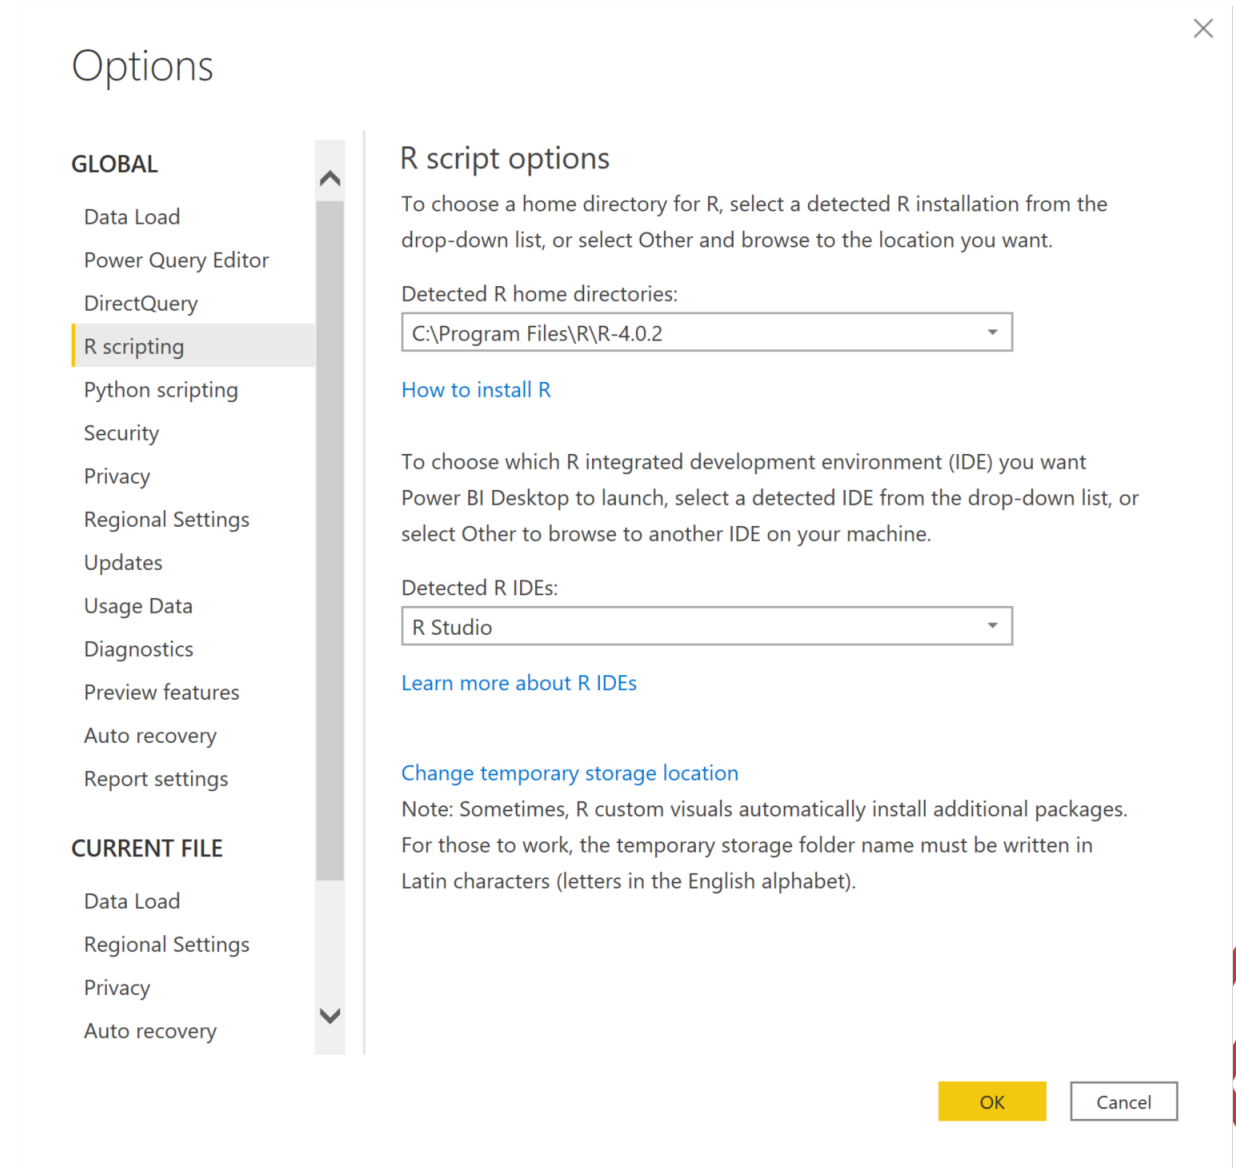 Options
GLOBAL
Data Load
Power Query Editor
DirectQuery
R scripting
Python scripting
Security
Privacy
Regional Settings
Updates
Usage Data
Diagnostics
Preview features
Auto recovery
Report settings
CURRENT FILE
Data Load
Regional Settings
Privacy
Auto recovery
R script options
To choose a home directory for R, select a detected R installation from the
drop-down list, or select Other and browse to the location you want.
Detected R home directories:
C:\Program Files\R\R-4.0.2
How to install R
To choose which R integrated development environment (IDE) you want
Power BI Desktop to launch, select a detected IDE from the drop-down list, or
select Other to browse to another IDE on your machine.
Detected R IDEs:
R Studio
Learn more about R IDEs
Change temporary storage location
Note: Sometimes, R custom visuals automatically install additional packages.
For those to work, the temporary storage folder name must be written in
Latin characters (letters in the English alphabet).
OK
Cancel